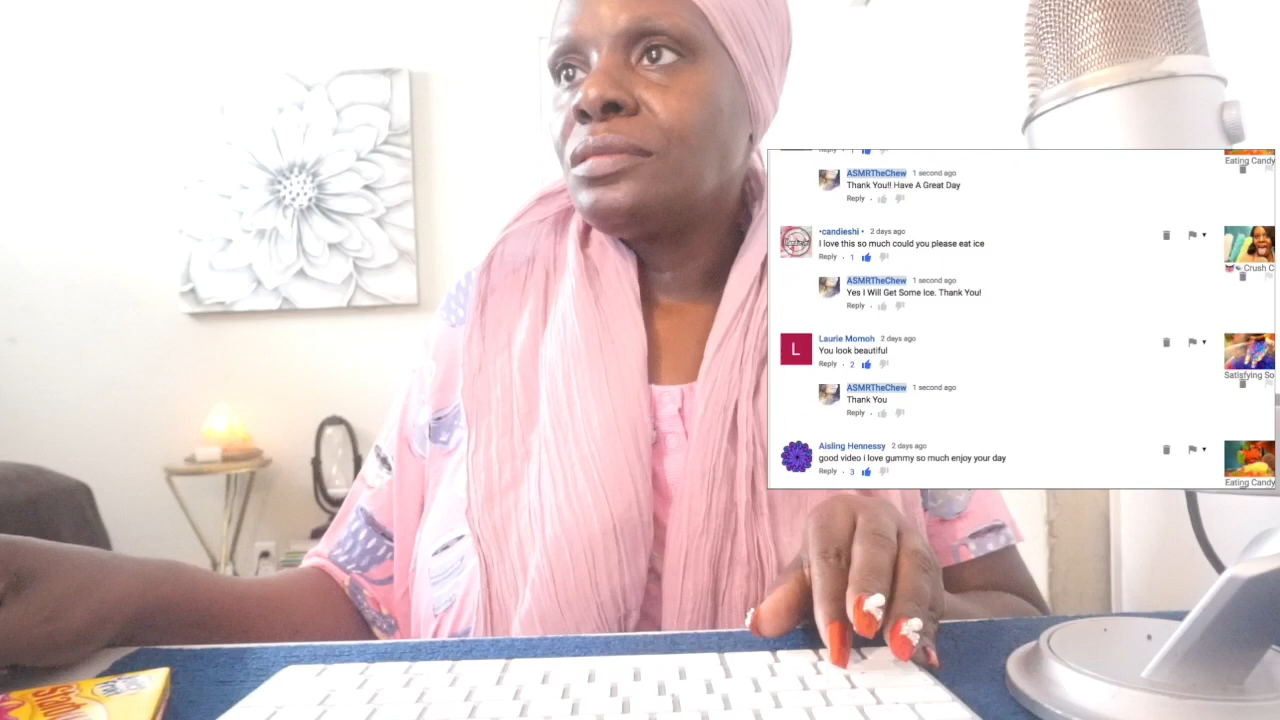 Reply · 1
ASMRTheChew 1 second ago
Thank You!! Have A Great Day
Reply ·
Eating Candy
•candieshi • 2 days ago
I love this so much could you please eat ice
Reply · 1
Crush C
ASMRTheChew 1 second ago
Yes I Will Get Some Ice. Thank You!
Reply ·
L
Laurie Momoh 2 days ago
You look beautiful
Reply · 2
Satisfying So
ASMRTheChew 1 second ago
Thank You
Reply ·
Aisling Hennessy 2 days ago
good video i love gummy so much enjoy your day
Reply · 3
Eating Candy